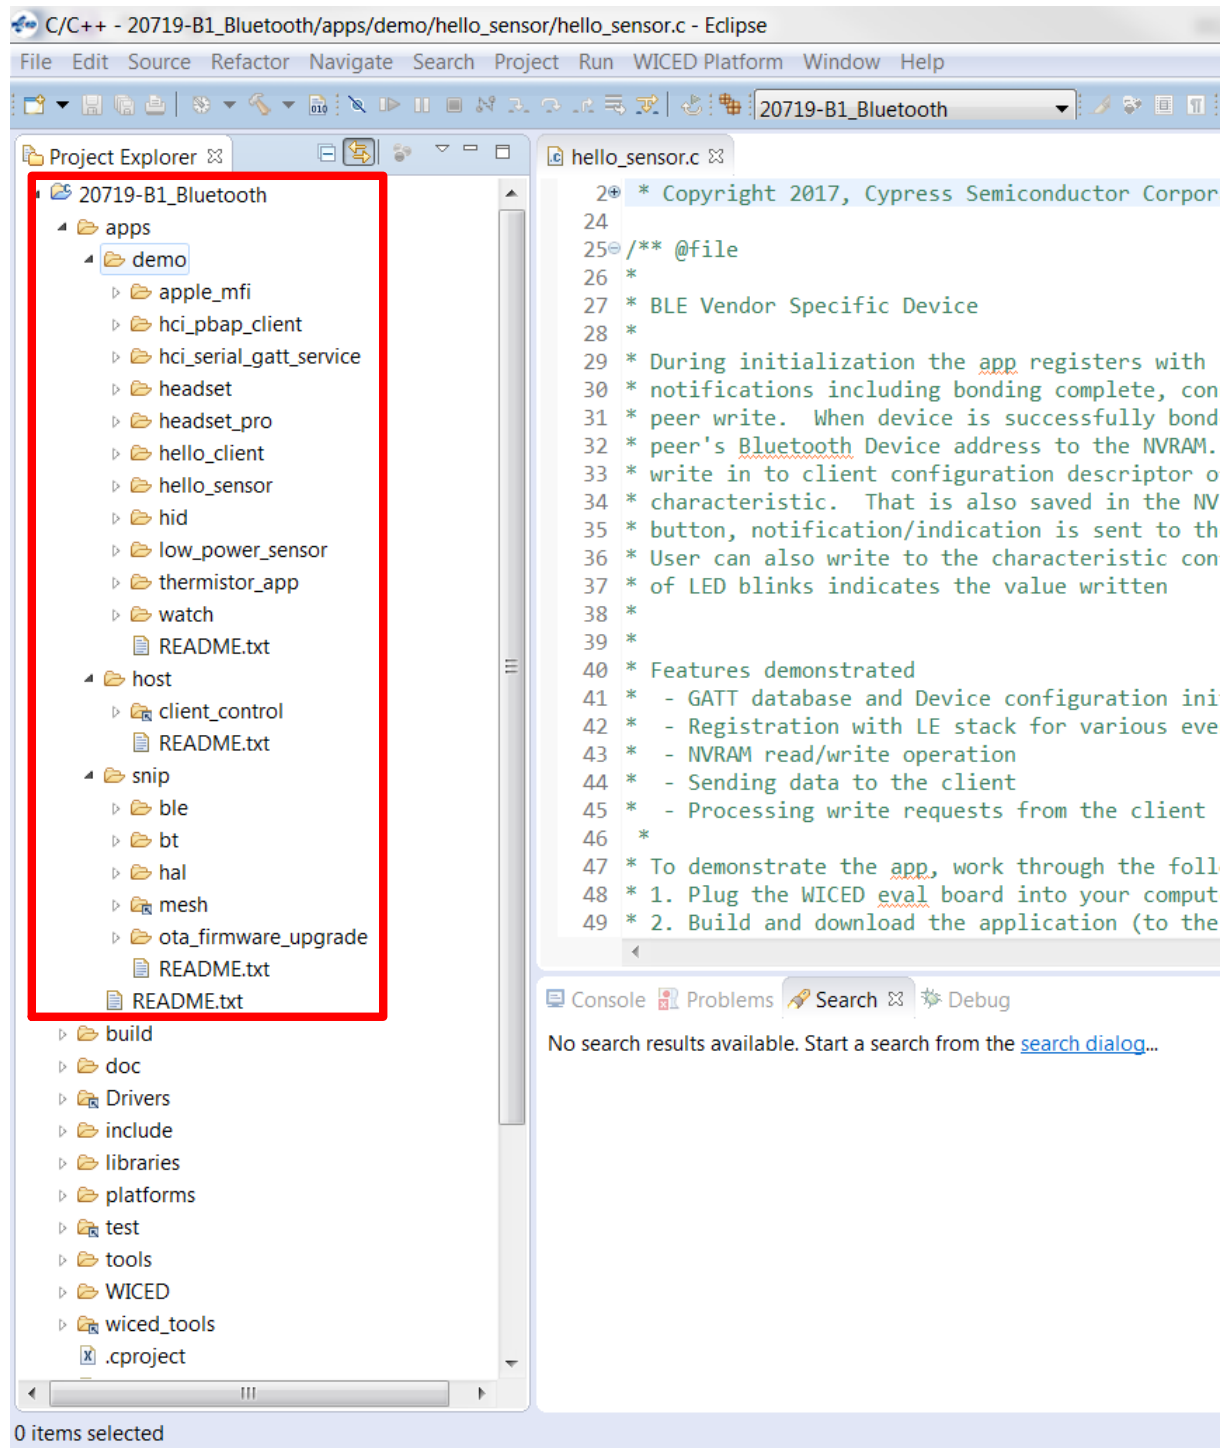 C/C++ - 20719-B1_Bluetooth/apps/demo/hello_sensor/hello_sensor.c - Eclipse
File Edit Source Refactor Navigate Search Project Run WICED Platform Window Help
010
20719-B1_Bluetooth
Project Explorer
20719-B1_Bluetooth
apps
demo
apple_mfi
hci_pbap_client
hci_serial_gatt_service
headset
headset_pro
hello_client
hello_sensor
hid
low_power_sensor
thermistor_app
watch
README.txt
host
client_control
README.txt
snip
ble
bt
hal
mesh
ota_firmware_upgrade
README.txt
README.txt
build
doc
Drivers
include
libraries
platforms
test
tools
WICED
wiced_tools
.cproject
0 items selected
hello_sensor.c
2 * Copyright 2017, Cypress Semiconductor Corpor
24
25 /** @file
26 *
27 * BLE Vendor Specific Device
28 *
29 * During initialization the app registers with
30 * notifications including bonding complete, con
31 * peer write.  When device is successfully bond
32 * peer's Bluetooth Device address to the NVRAM.
33 * write in to client configuration descriptor o
34 * characteristic.  That is also saved in the NV
35 * button, notification/indication is sent to th
36 * User can also write to the characteristic con
37 * of LED blinks indicates the value written
38 *
39 *
40 * Features demonstrated
41 *  - GATT database and Device configuration ini
42 *  - Registration with LE stack for various eve
43 *  - NVRAM read/write operation
44 *  - Sending data to the client
45 *  - Processing write requests from the client
46 *
47 * To demonstrate the app, work through the foll
48 * 1. Plug the WICED eval board into your comput
49 * 2. Build and download the application (to the
Console Problems Search Debug
No search results available. Start a search from the search dialog...